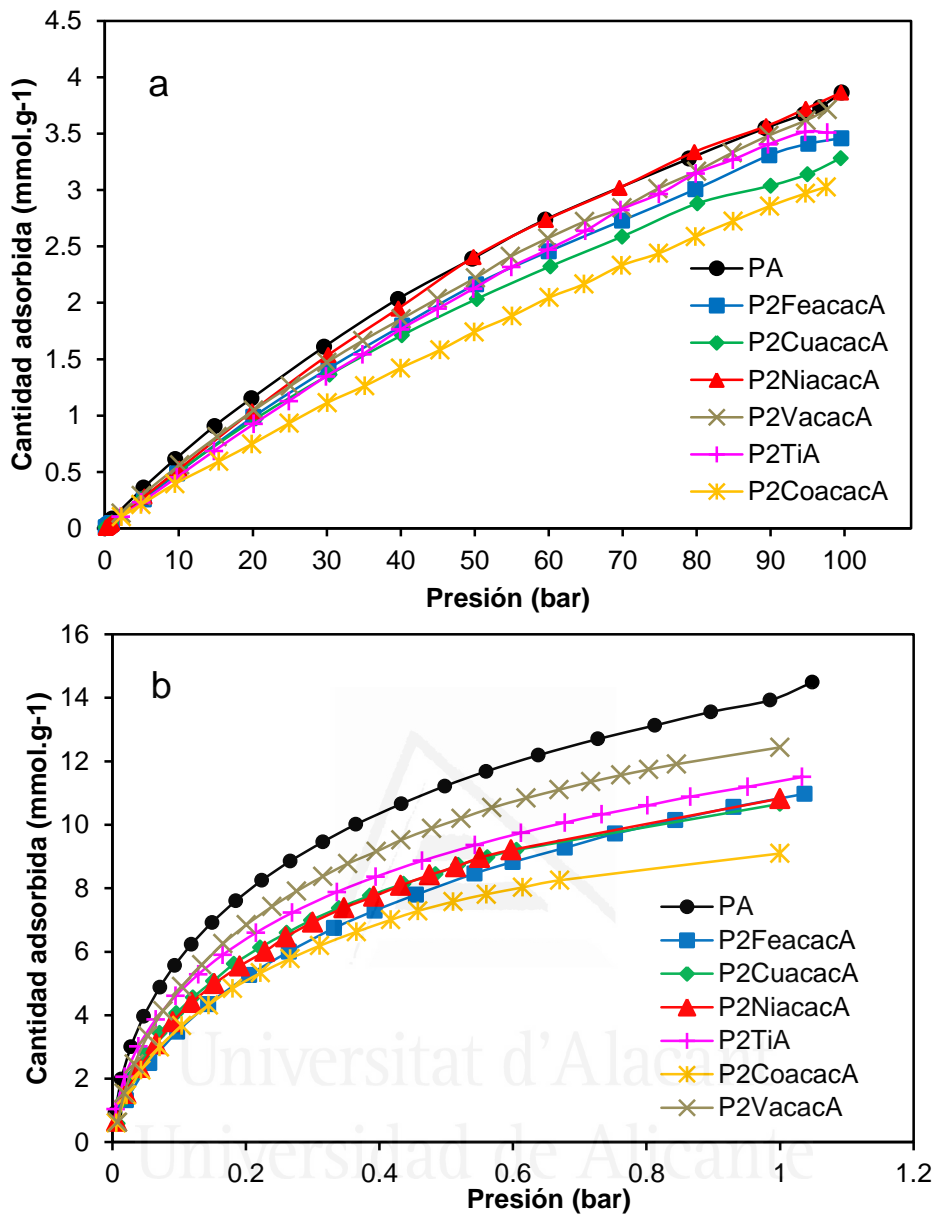 4.5
4
3.5
3
2.5
2
1.5
1
0.5
0
Cantidad adsorbida (mmol.g-1)
a
PA
P2FeacacA
P2CuacacA
P2NiacacA
P2VacacA
P2TiA
P2CoacacA
0 10 20 30 40 50 60 70 80 90 100
Presión (bar)
16
14
12
10
8
6
4
2
0
Cantidad adsorbida (mmol.g-1)
b
PA
P2FeacacA
P2CuacacA
P2NiacacA
P2TiA
P2CoacacA
P2VacacA
Universitat d'Alacant
Universidad de Alicante
0 0.2 0.4 0.6 0.8 1 1.2
Presión (bar)